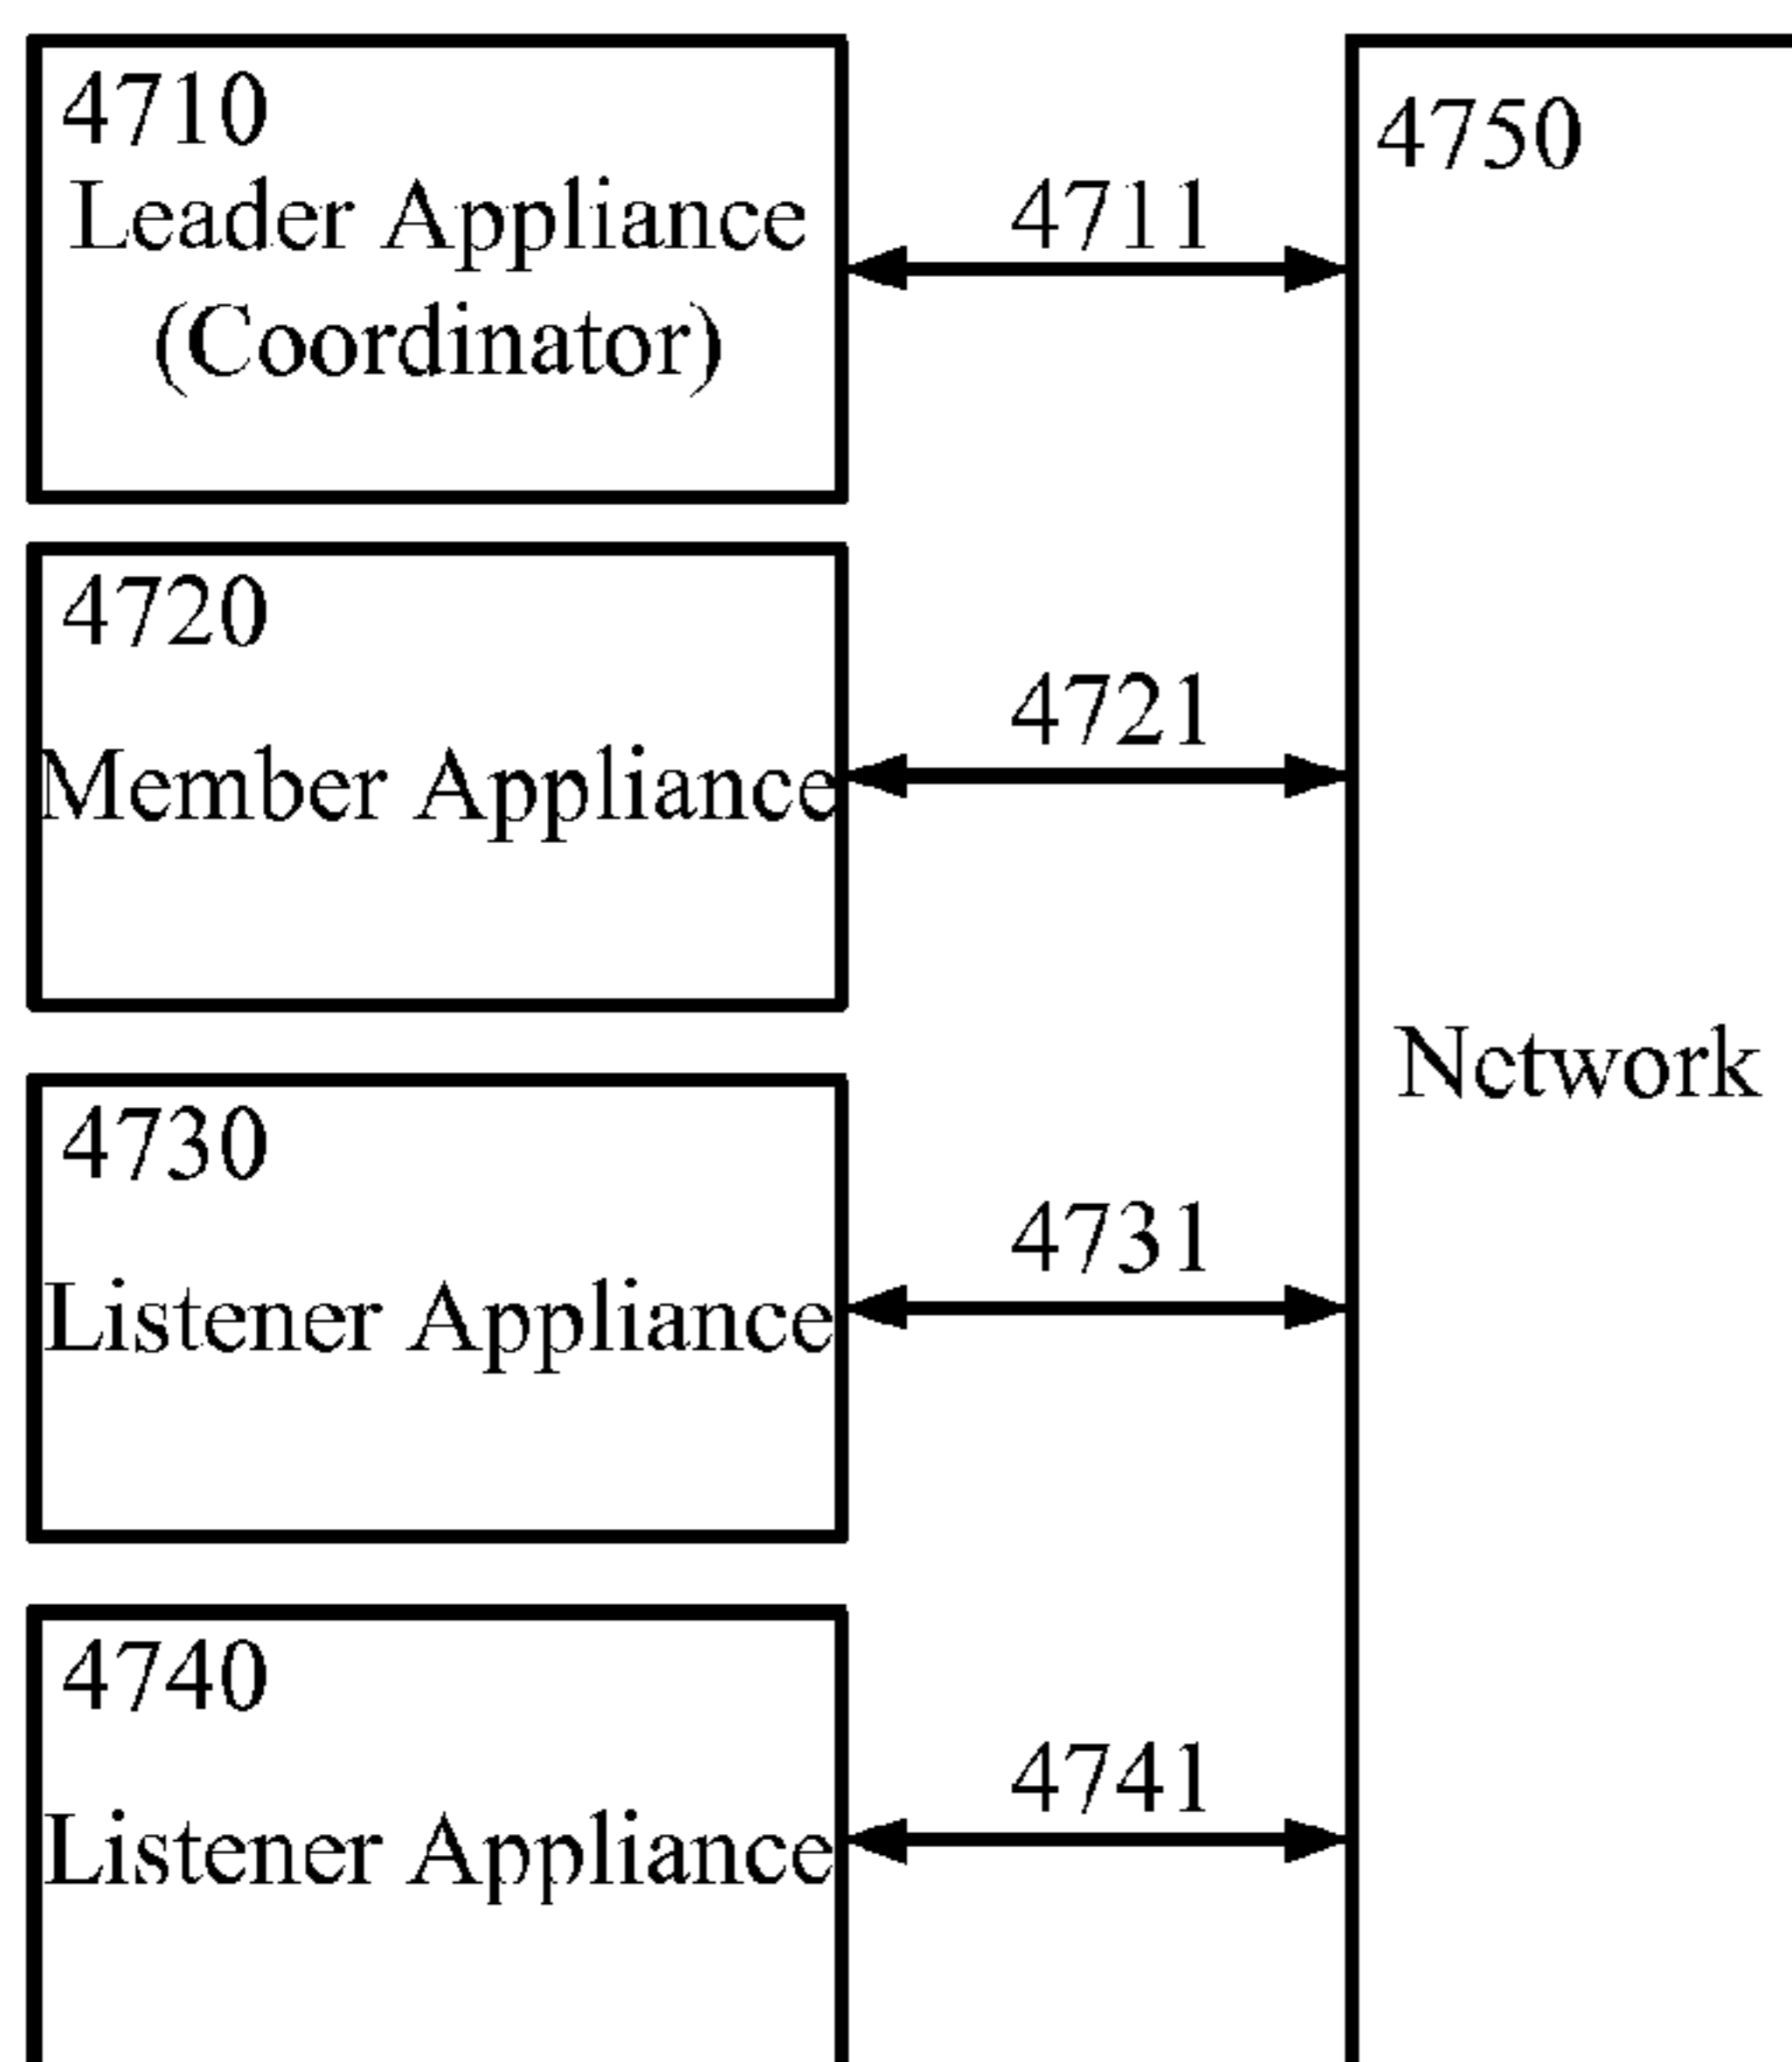 4710
Leader Appliance
(Coordinator)
4711
4720
Member Appliance
4721
4730
Listener Appliance
4731
4740
Listener Appliance
4741
4750
Network